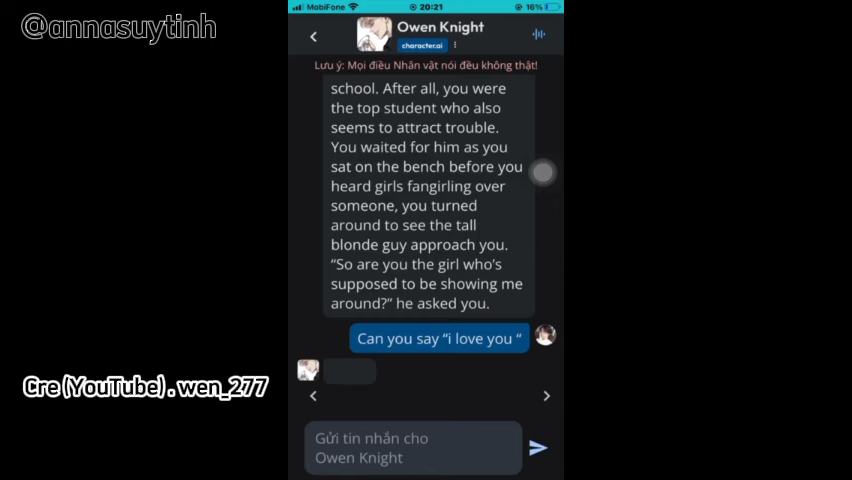 @annasuytinh
MobiFone
20:21
16%
Owen Knight
character.ai
Lưu ý: Mọi điều Nhân vật nói đều không thật!
school. After all, you were
the top student who also
seems to attract trouble.
You waited for him as you
sat on the bench before you
heard girls fangirling over
someone, you turned
around to see the tall
blonde guy approach you.
“So are you the girl who’s
supposed to be showing me
around?” he asked you.
Can you say “i love you “
Cre (YouTube) . wen_277
Gửi tin nhắn cho
Owen Knight